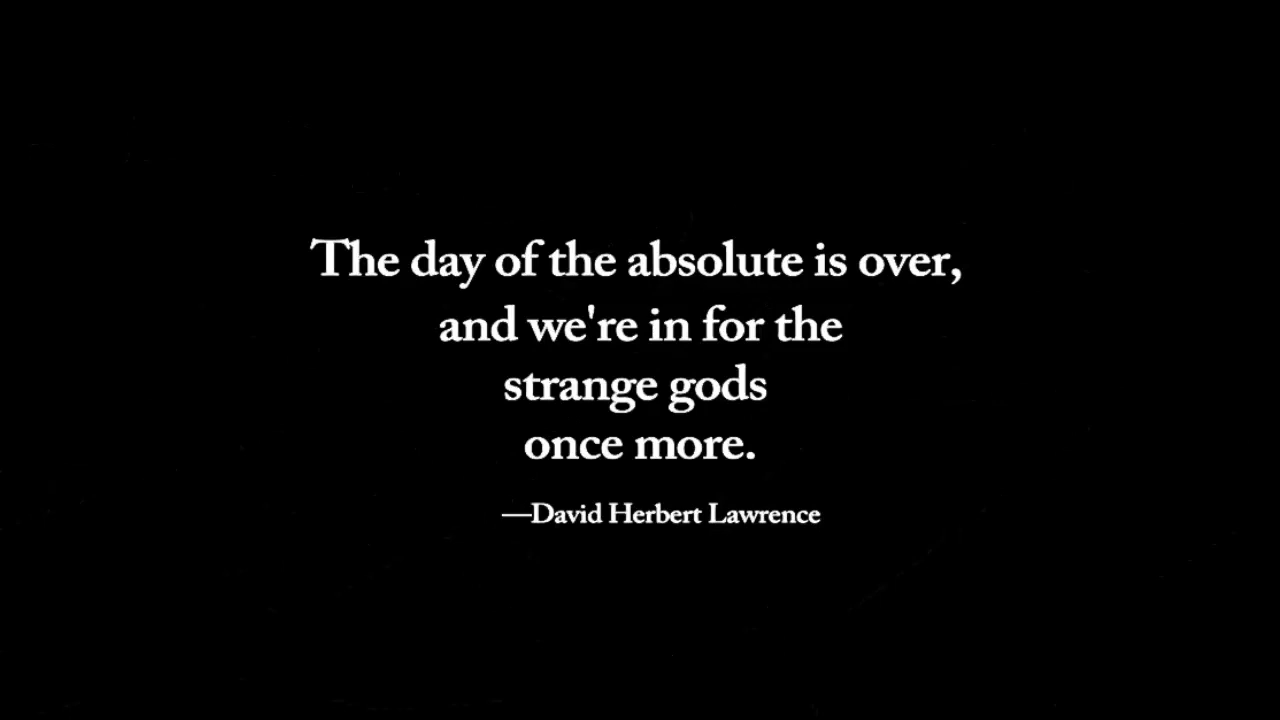 The day of the absolute is over,
and we're in for the
strange gods
once more.
—David Herbert Lawrence